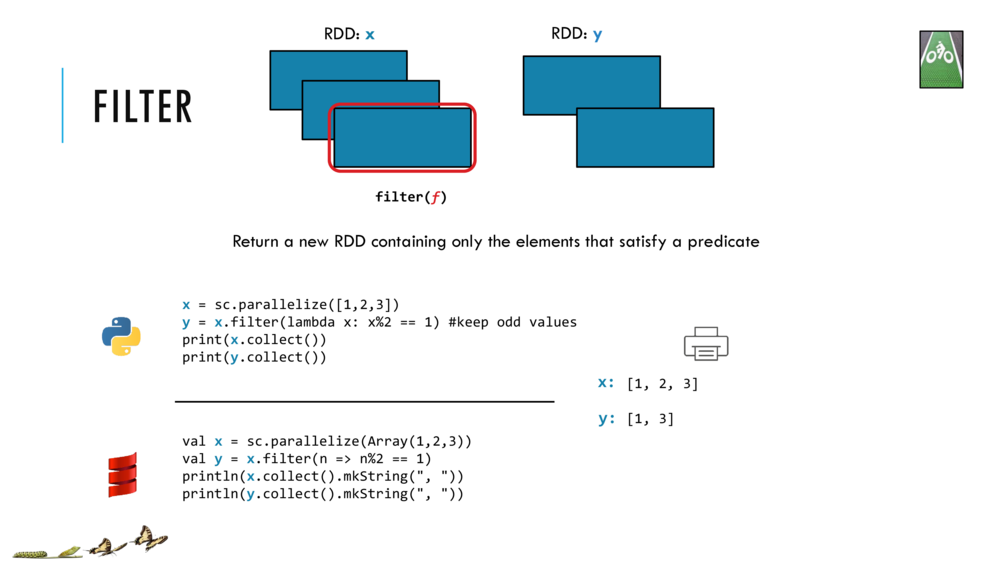 RDD: x
RDD: y
FILTER
filter(f)
Return a new RDD containing only the elements that satisfy a predicate
x = sc.parallelize([1,2,3])
y = x.filter(lambda x: x%2 == 1) #keep odd values
print(x.collect())
print(y.collect())
x: [1, 2, 3]
y: [1, 3]
val x = sc.parallelize(Array(1,2,3))
val y = x.filter(n => n%2 == 1)
println(x.collect().mkString(", "))
println(y.collect().mkString(", "))